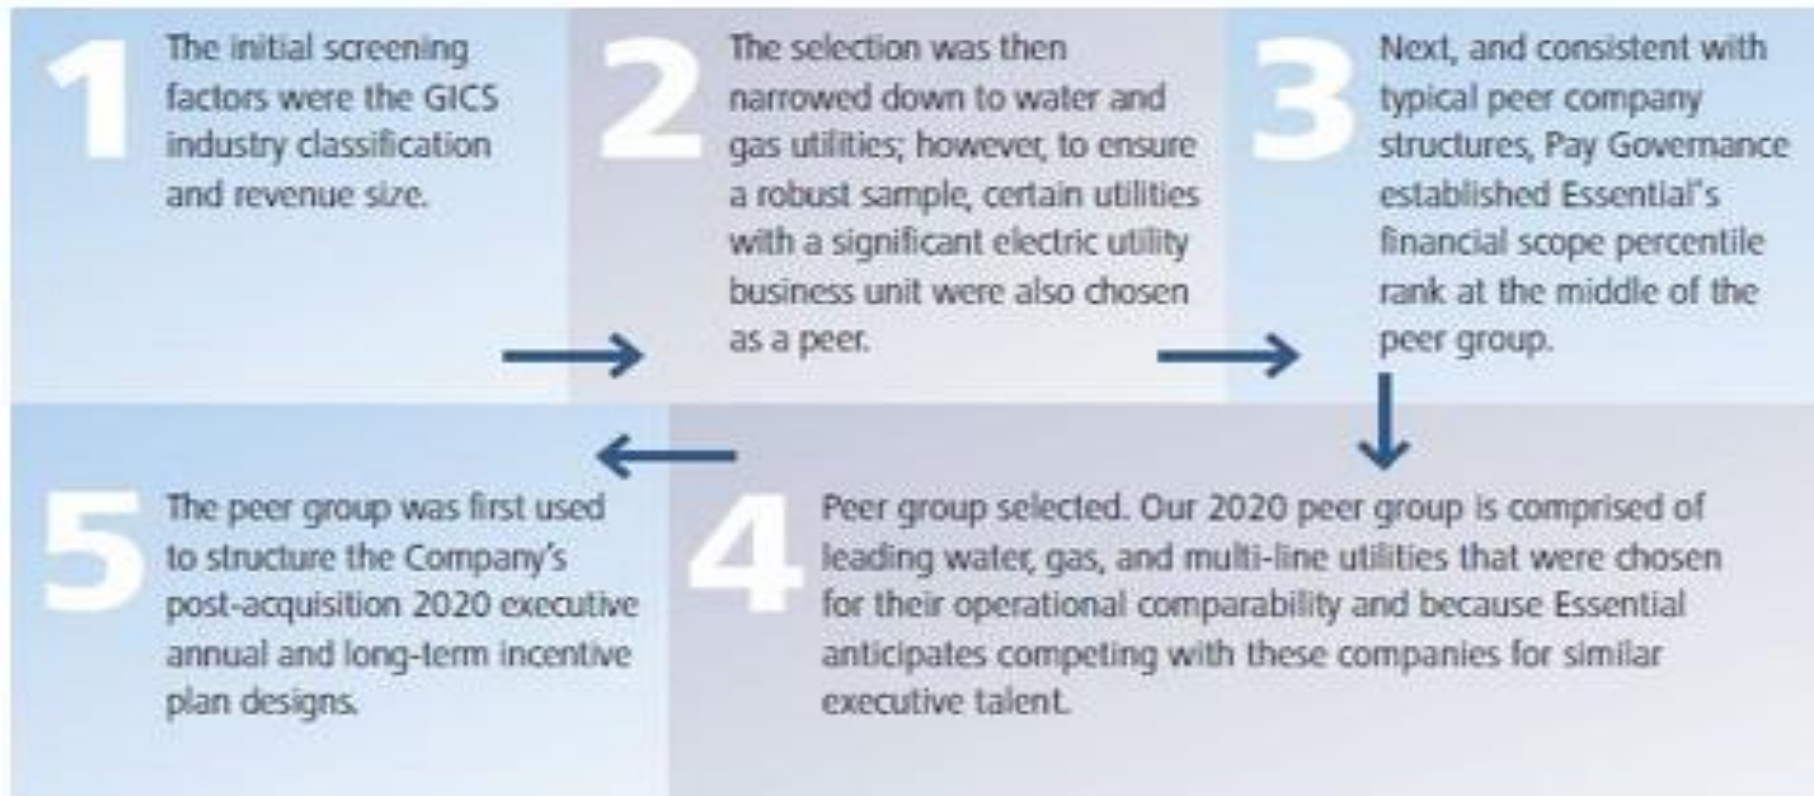 1
The initial screening
factors were the GICS
industry classification
and revenue size.
2
The selection was then
narrowed down to water and
gas utilities; however, to ensure
a robust sample, certain utilities
with a significant electric utility
business unit were also chosen
as a peer.
3
Next, and consistent with
typical peer company
structures, Pay Governance
established Essential's
financial scope percentile
rank at the middle of the
peer group.
4
Peer group selected. Our 2020 peer group is comprised of
leading water, gas, and multi-line utilities that were chosen
for their operational comparability and because Essential
anticipates competing with these companies for similar
executive talent.
5
The peer group was first used
to structure the Company's
post-acquisition 2020 executive
annual and long-term incentive
plan designs.